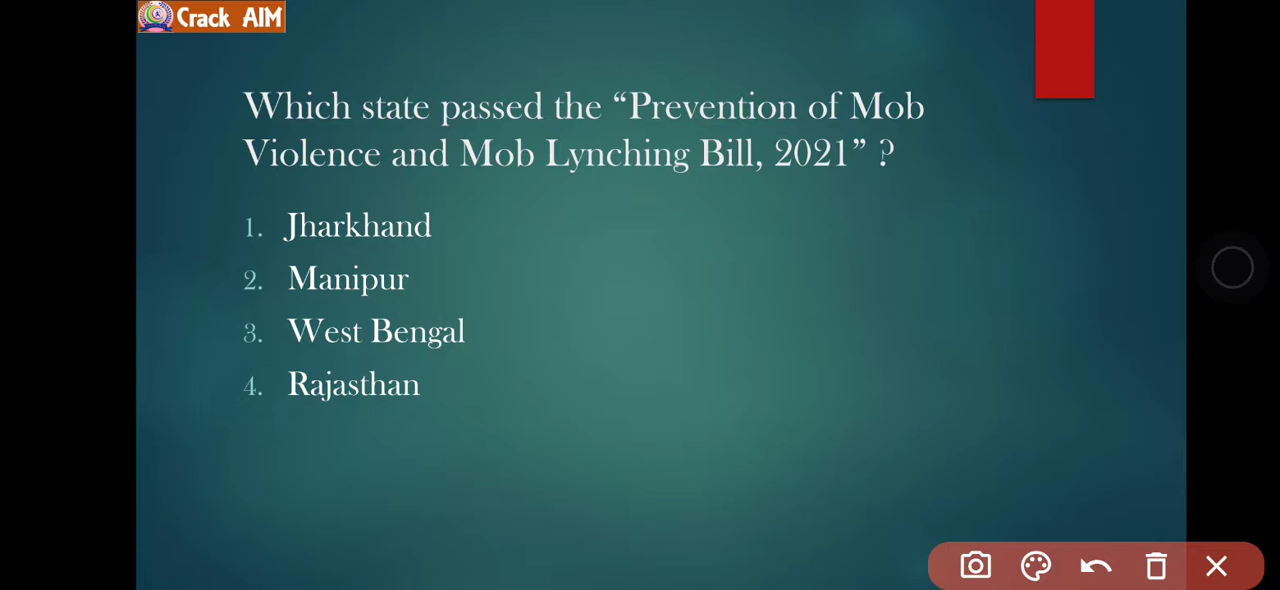 Crack AIM
Which state passed the “Prevention of Mob
Violence and Mob Lynching Bill, 2021” ?
1. Jharkhand
2. Manipur
3. West Bengal
4. Rajasthan